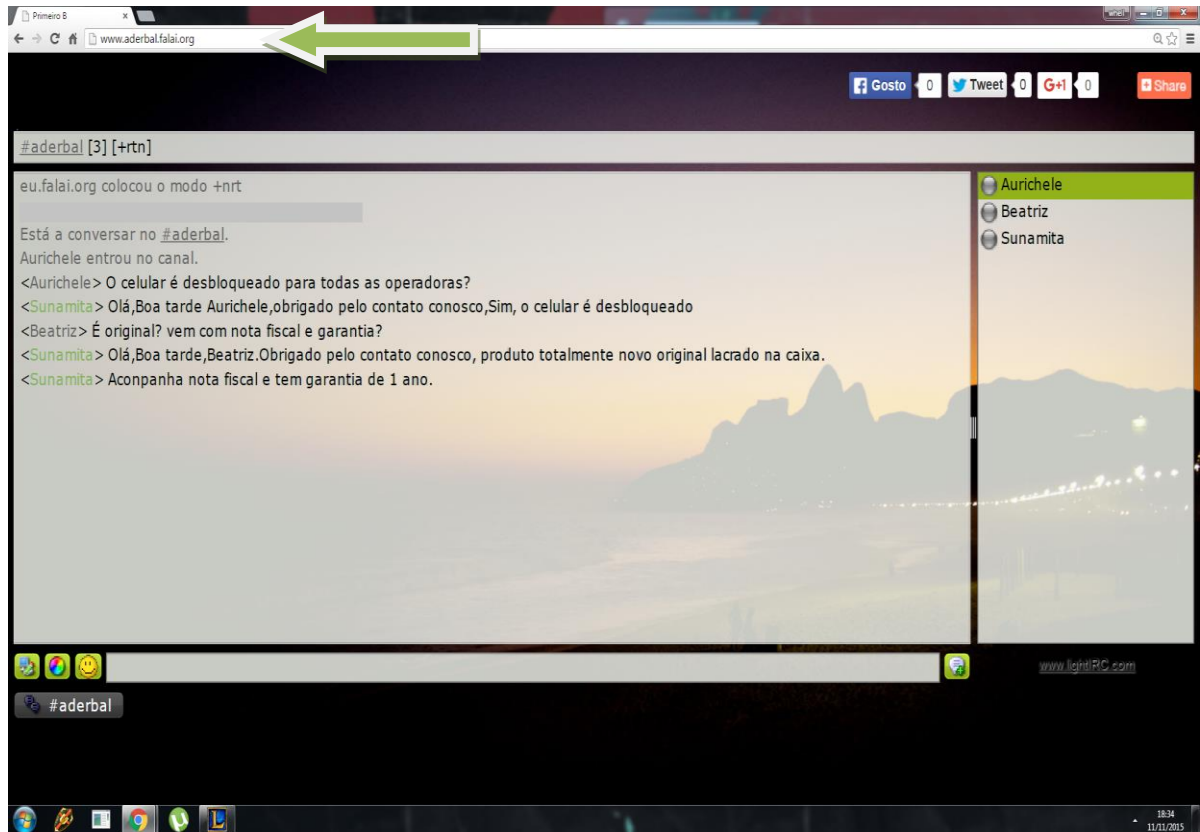 Primeiro B
www.aderbal.falai.org
Gosto 0 Tweet 0 G+1 0 Share
#aderbal [3] [+rtn]
eu.falai.org colocou o modo +nrt
Está a conversar no #aderbal.
Aurichele entrou no canal.
<Aurichele> O celular é desbloqueado para todas as operadoras?
<Sunamita> Olá,Boa tarde Aurichele,obrigado pelo contato conosco,Sim, o celular é desbloqueado
<Beatriz> É original? vem com nota fiscal e garantia?
<Sunamita> Olá,Boa tarde,Beatriz.Obrigado pelo contato conosco, produto totalmente novo original lacrado na caixa.
<Sunamita> Aconpanha nota fiscal e tem garantia de 1 ano.
Aurichele
Beatriz
Sunamita
www.lightIRC.com
#aderbal
18:34
11/11/2015